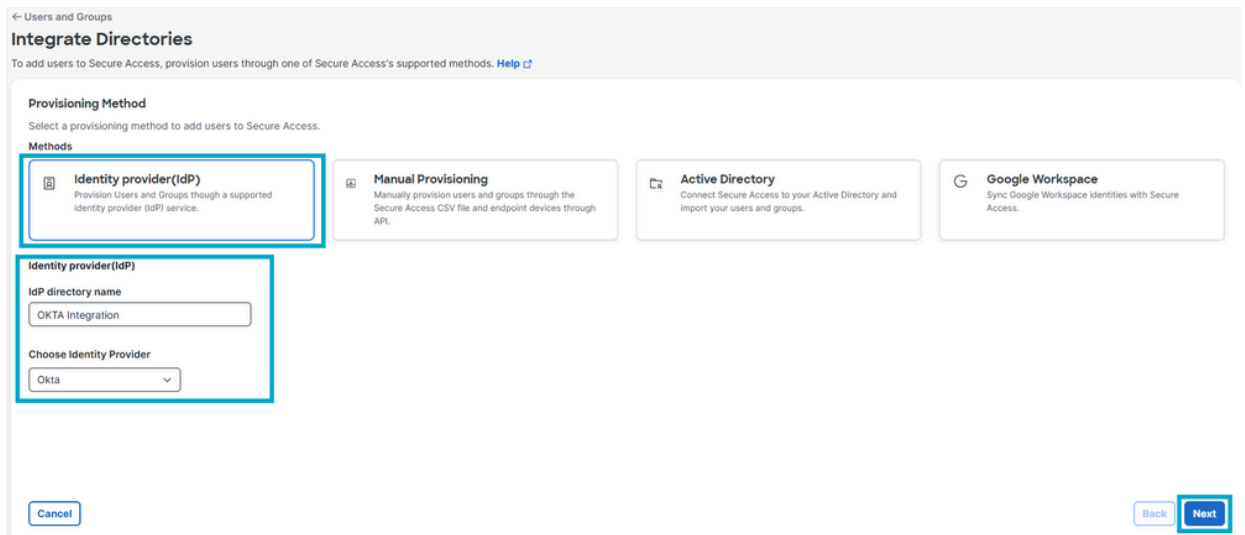 ← Users and Groups
Integrate Directories
To add users to Secure Access, provision users through one of Secure Access's supported methods. Help
Provisioning Method
Select a provisioning method to add users to Secure Access.
Methods
Identity provider(IdP)
Provision Users and Groups though a supported
identity provider (IdP) service.
Manual Provisioning
Manually provision users and groups through the
Secure Access CSV file and endpoint devices through
API.
Active Directory
Connect Secure Access to your Active Directory and
import your users and groups.
Google Workspace
Sync Google Workspace identities with Secure
Access.
Identity provider(IdP)
IdP directory name
OKTA Integration
Choose Identity Provider
Okta
Cancel
Back
Next